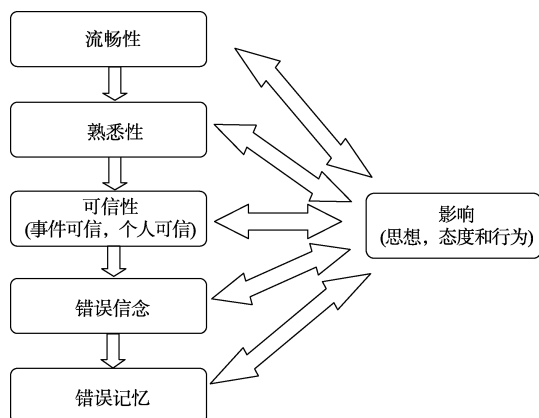 流畅性
熟悉性
可信性
(事件可信，个人可信)
错误信念
错误记忆
影响
(思想，态度和行为)